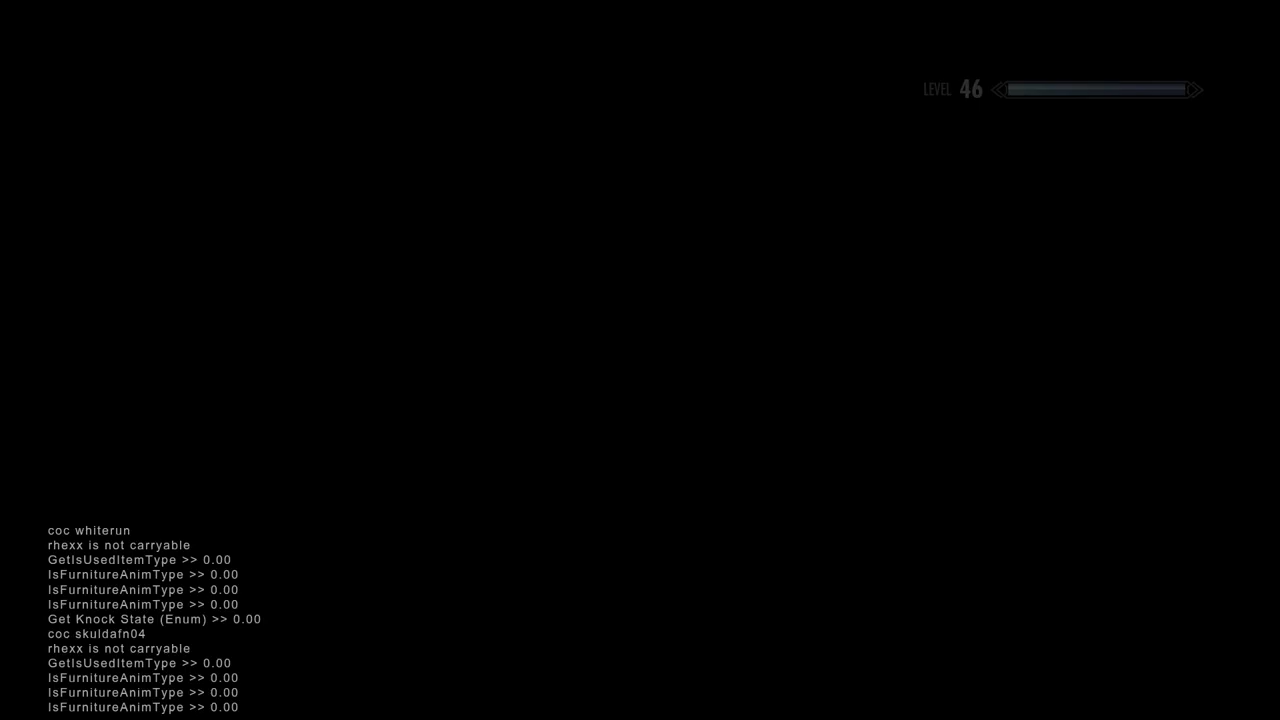 LEVEL 46
coc whiterun
rhexx is not carryable
GetIsUsedItemType >> 0.00
IsFurnitureAnimType >> 0.00
IsFurnitureAnimType >> 0.00
IsFurnitureAnimType >> 0.00
Get Knock State (Enum) >> 0.00
coc skuldafn04
rhexx is not carryable
GetIsUsedItemType >> 0.00
IsFurnitureAnimType >> 0.00
IsFurnitureAnimType >> 0.00
IsFurnitureAnimType >> 0.00